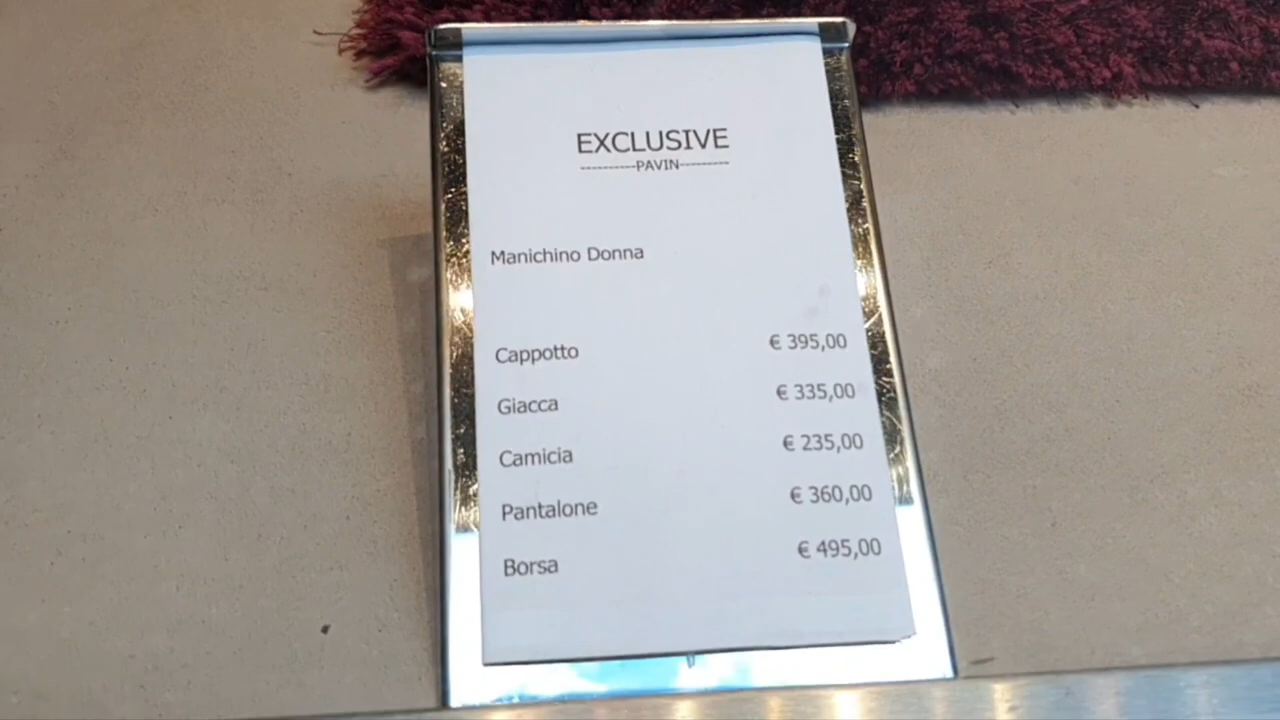 EXCLUSIVE
----------PAVIN---------
Manichino Donna
Cappotto € 395,00
Giacca € 335,00
Camicia € 235,00
Pantalone € 360,00
Borsa € 495,00